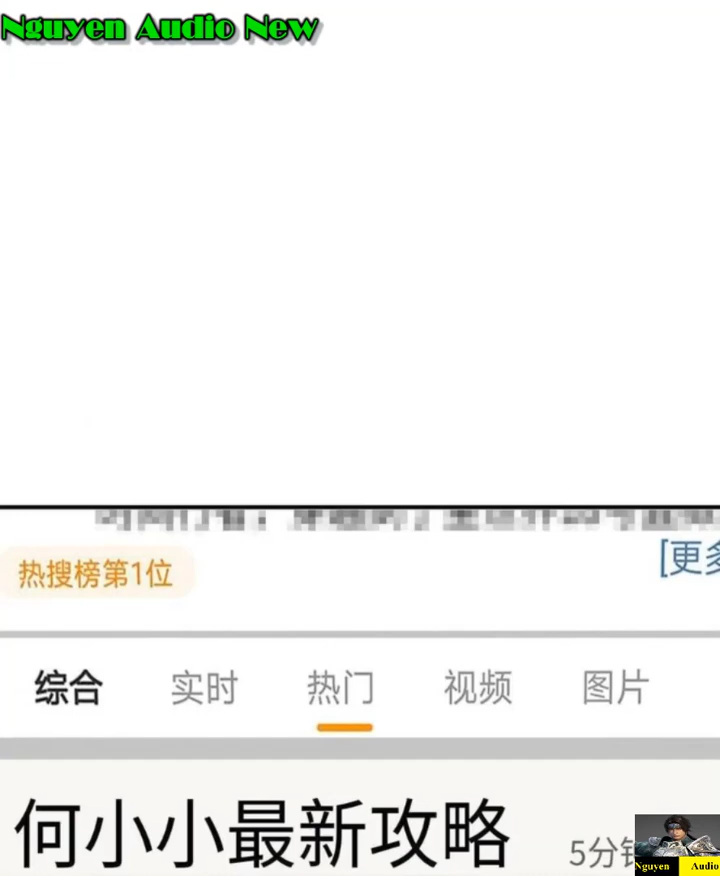 Nguyen Audio New
[更多
热搜榜第1位
综合 实时 热门 视频 图片
何小小最新攻略 5分钟
Nguyen Audio